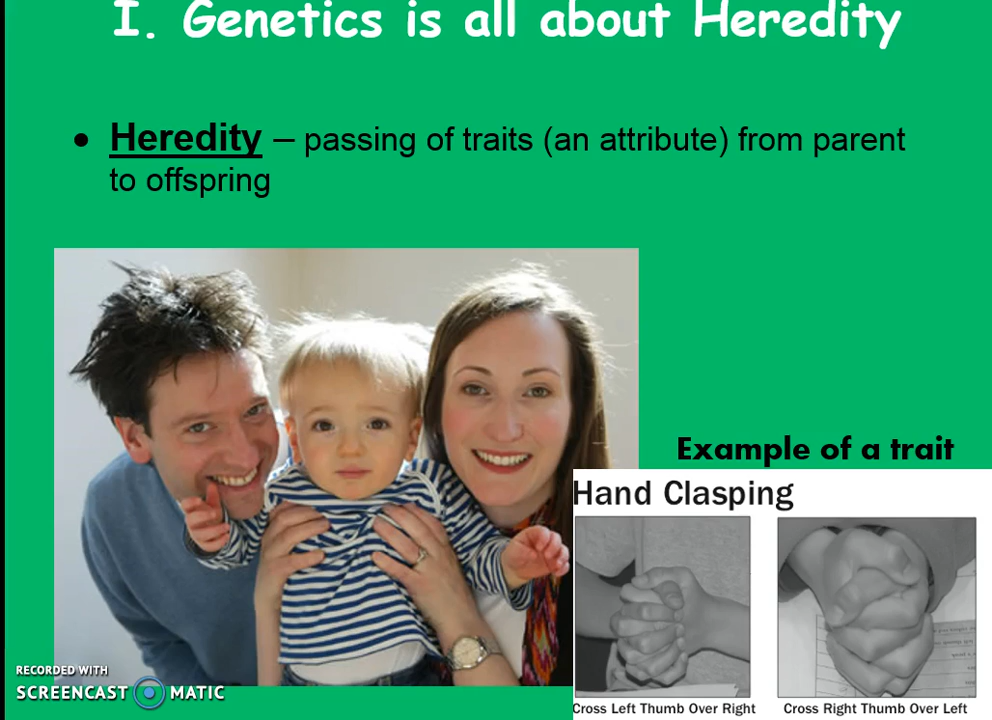 I. Genetics is all about Heredity
● Heredity – passing of traits (an attribute) from parent
to offspring
Example of a trait
Hand Clasping
Cross Left Thumb Over Right
Cross Right Thumb Over Left
RECORDED WITH
SCREENCAST MATIC